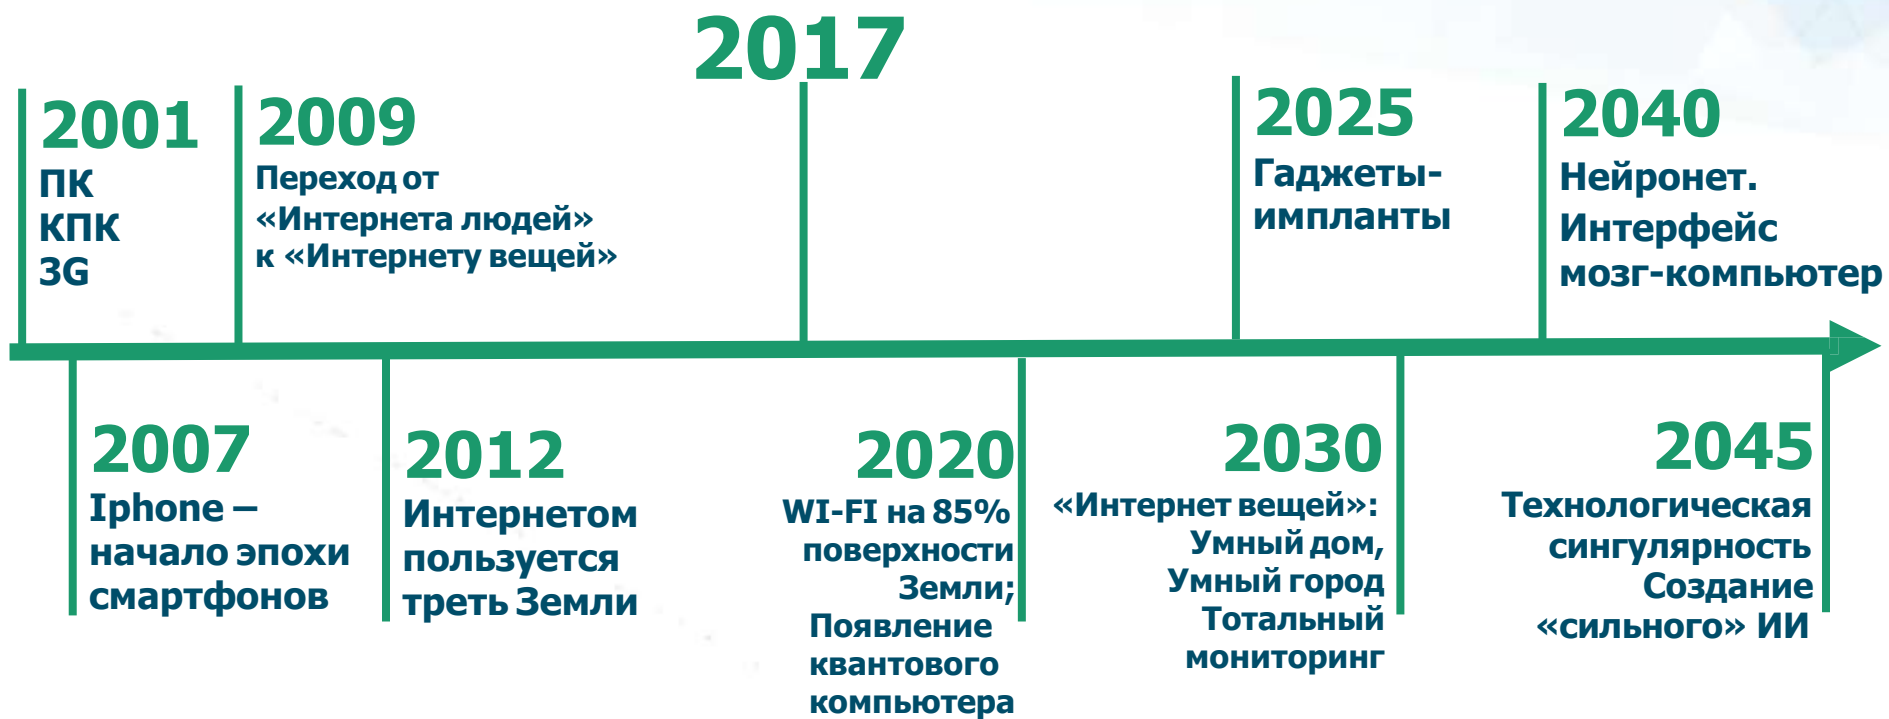 2017
2001
ПК
КПК
3G
2009
Переход от
«Интернета людей»
к «Интернету вещей»
2025
Гаджеты-
импланты
2040
Нейронет.
Интерфейс
мозг-компьютер
2007
Iphone –
начало эпохи
смартфонов
2012
Интернетом
пользуется
треть Земли
2020
WI-FI на 85%
поверхности
Земли;
Появление
квантового
компьютера
2030
«Интернет вещей»:
Умный дом,
Умный город
Тотальный
мониторинг
2045
Технологическая
сингулярность
Создание
«сильного» ИИ